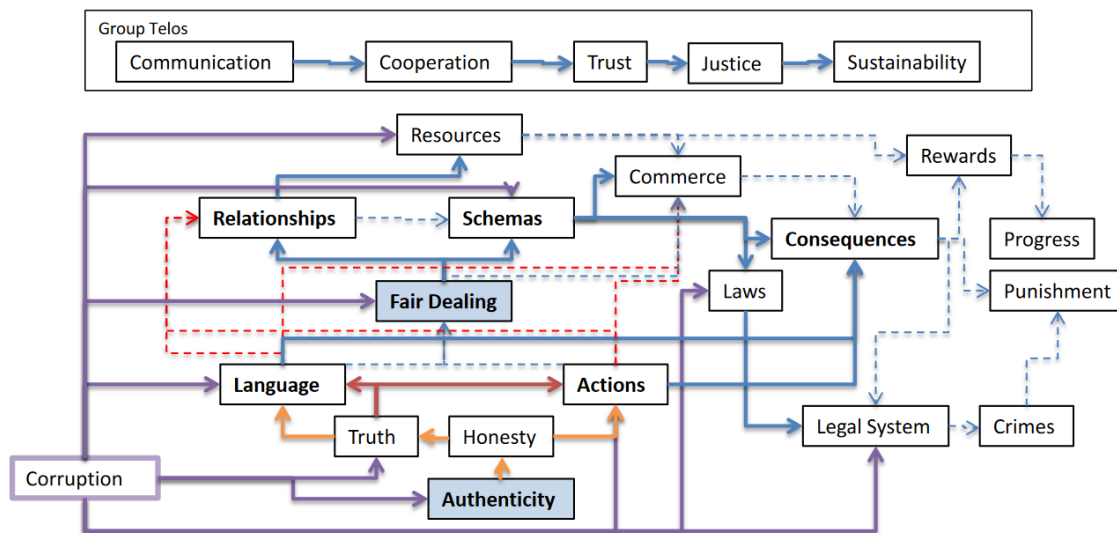 Group Telos
Communication
Cooperation
Trust
Justice
Sustainability
Resources
Rewards
Commerce
Relationships
Schemas
Consequences
Progress
Fair Dealing
Laws
Punishment
Language
Actions
Truth
Honesty
Legal System
Crimes
Corruption
Authenticity